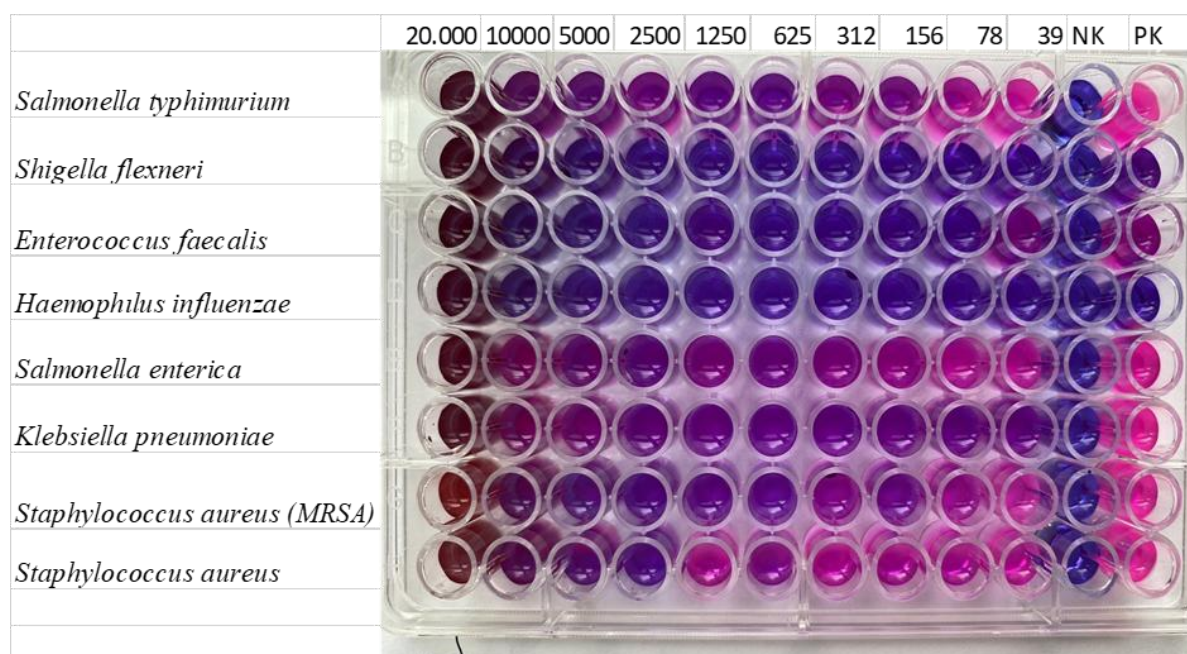 20.000 10000 5000 2500 1250 625 312 156 78 39 NK PK
Salmonella typhimurium
Shigella flexneri
Enterococcus faecalis
Haemophilus influenzae
Salmonella enterica
Klebsiella pneumoniae
Staphylococcus aureus (MRSA)
Staphylococcus aureus